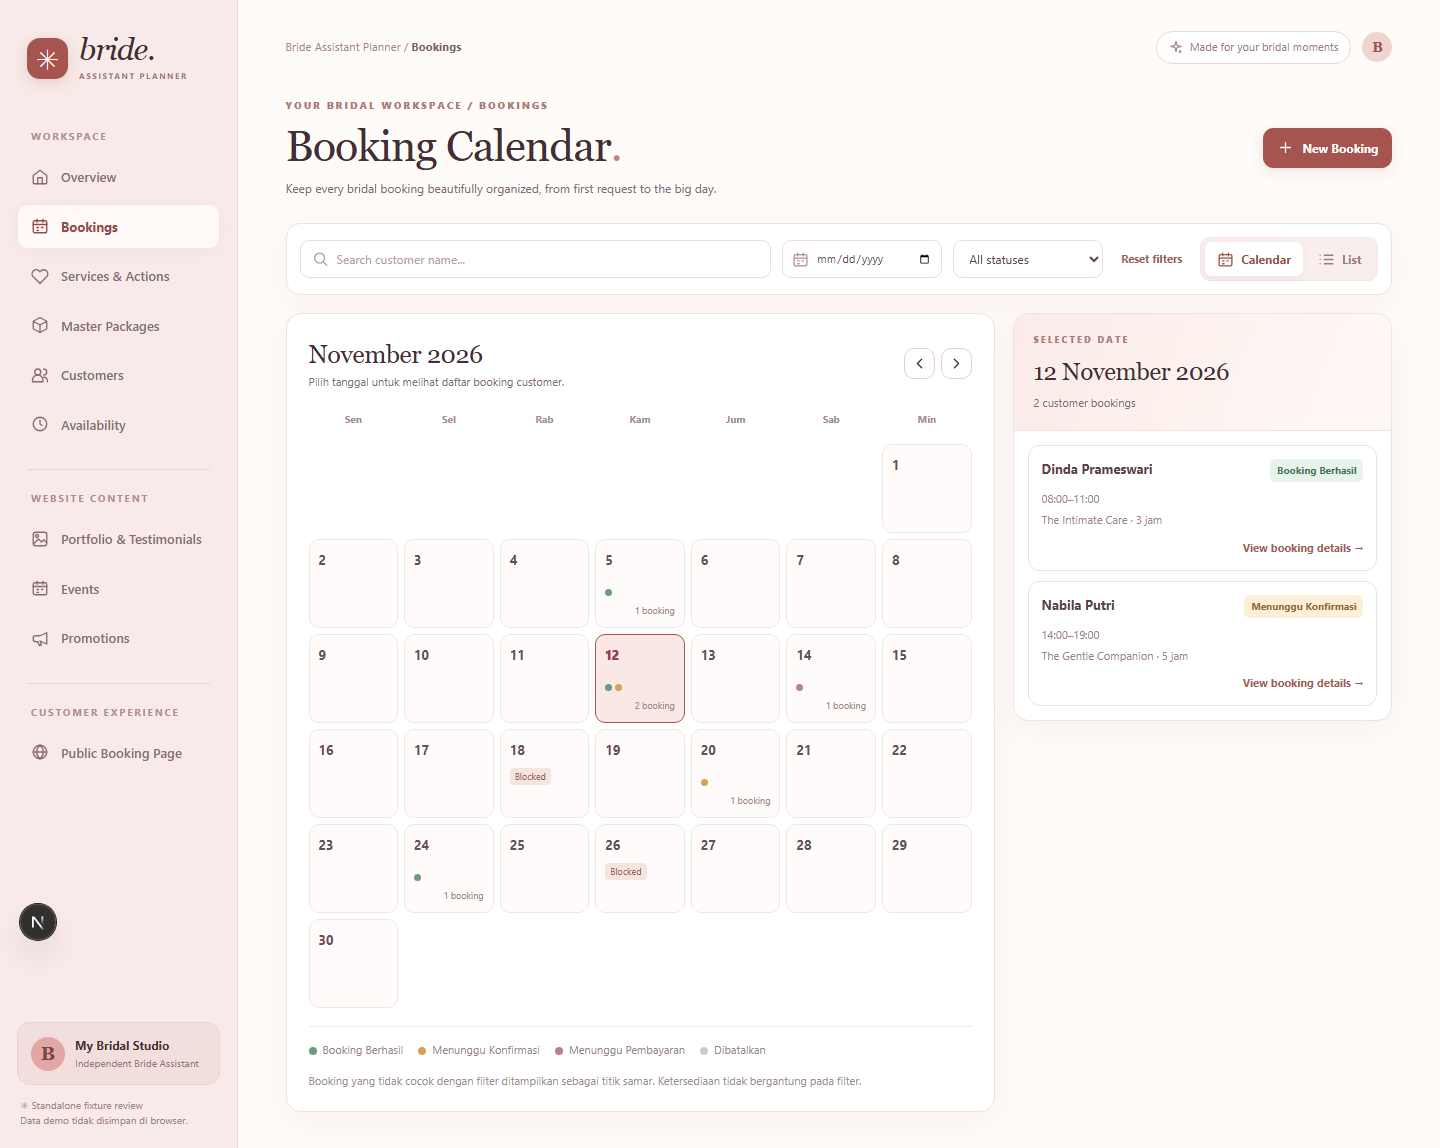 bride.
ASSISTANT PLANNER
WORKSPACE
Overview
Bookings
Services & Actions
Master Packages
Customers
Availability
WEBSITE CONTENT
Portfolio & Testimonials
Events
Promotions
CUSTOMER EXPERIENCE
Public Booking Page
N
B
My Bridal Studio
Independent Bride Assistant
✳ Standalone fixture review
Data demo tidak disimpan di browser.
Bride Assistant Planner / Bookings
Made for your bridal moments
B
YOUR BRIDAL WORKSPACE / BOOKINGS
Booking Calendar.
Keep every bridal booking beautifully organized, from first request to the big day.
+ New Booking
Search customer name...
mm/dd/yyyy
All statuses
Reset filters
Calendar
List
November 2026
Pilih tanggal untuk melihat daftar booking customer.
Sen Sel Rab Kam Jum Sab Min
1
2 3 4 5 6 7 8
1 booking
9 10 11 12 13 14 15
2 booking 1 booking
16 17 18 19 20 21 22
Blocked
1 booking
23 24 25 26 27 28 29
Blocked
1 booking
30
Booking Berhasil Menunggu Konfirmasi Menunggu Pembayaran Dibatalkan
Booking yang tidak cocok dengan filter ditampilkan sebagai titik samar. Ketersediaan tidak bergantung pada filter.
SELECTED DATE
12 November 2026
2 customer bookings
Dinda Prameswari
Booking Berhasil
08:00–11:00
The Intimate Care · 3 jam
View booking details →
Nabila Putri
Menunggu Konfirmasi
14:00–19:00
The Gentle Companion · 5 jam
View booking details →